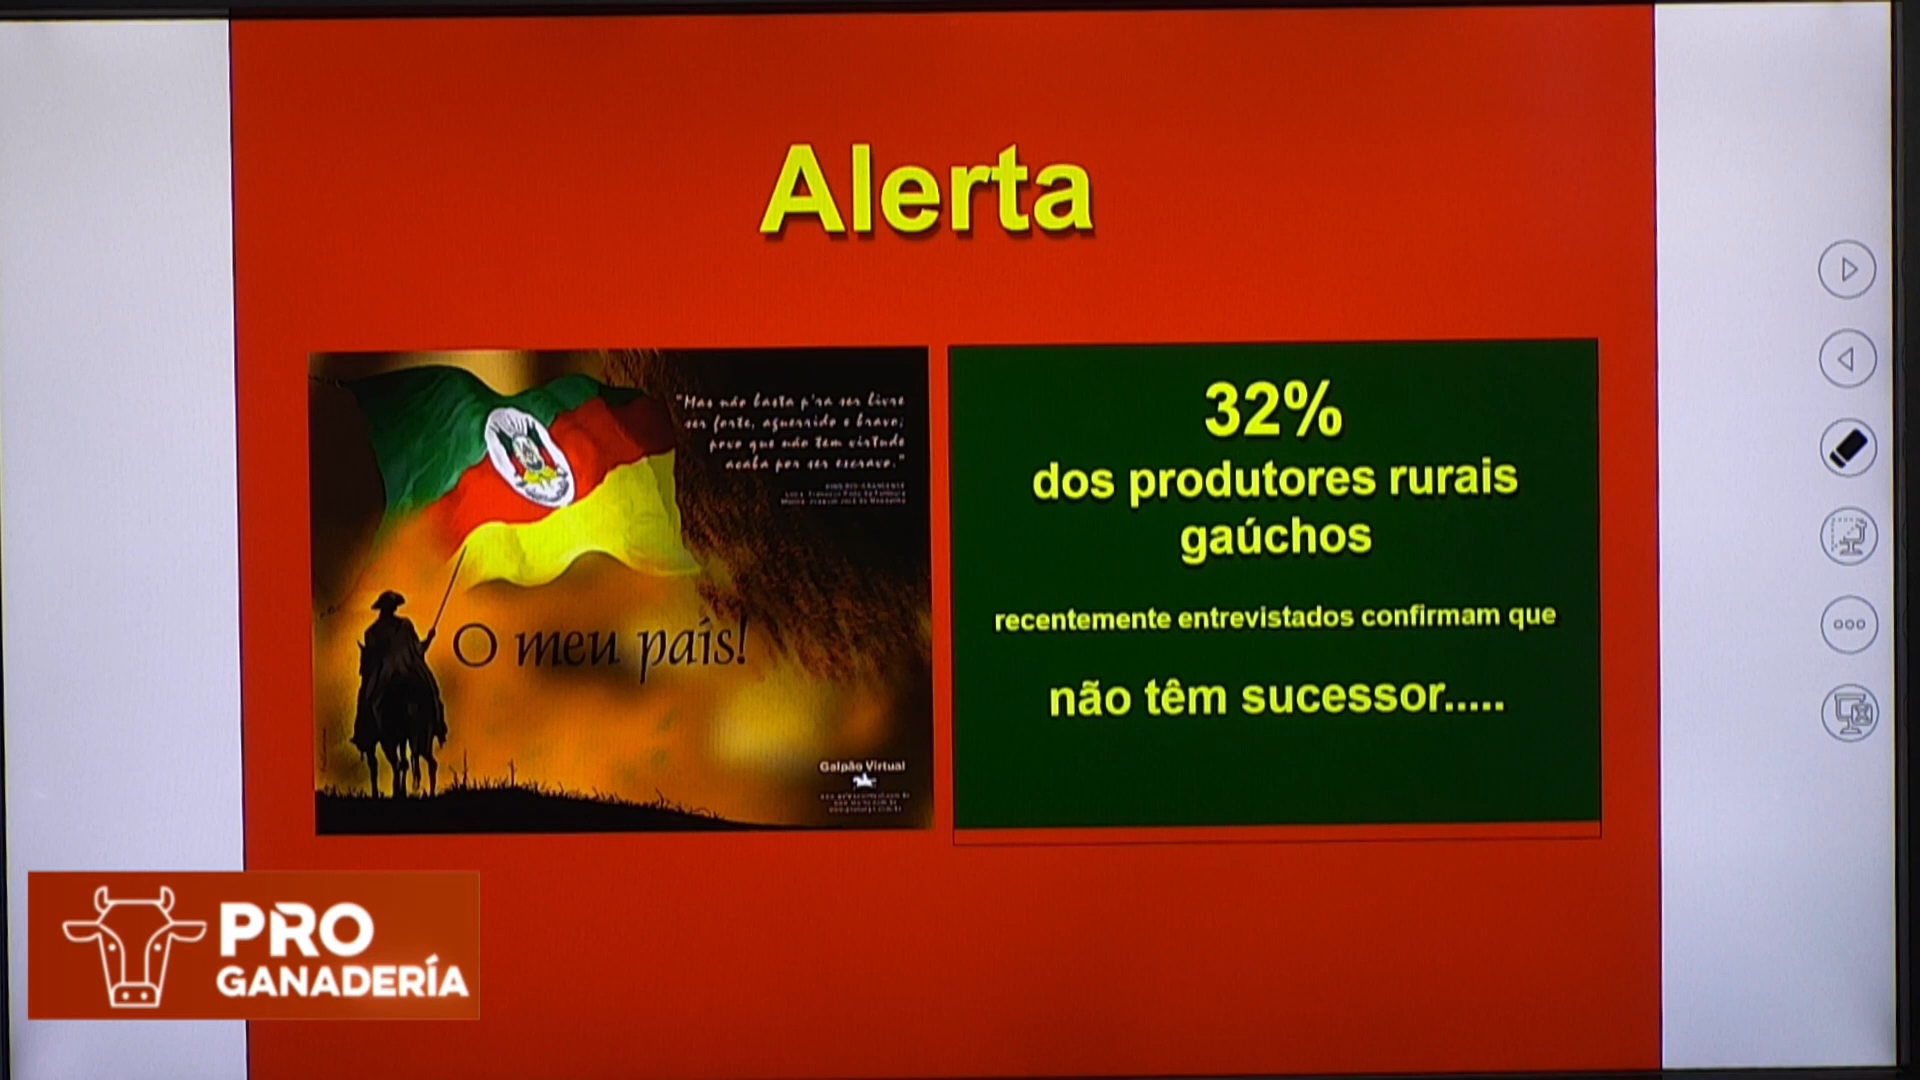 Alerta
"Mas não basta p'ra ser livre
ser forte, aguerrido e bravo;
povo que não tem virtude
acaba por ser escravo."
O meu país!
Galpão Virtual
32%
dos produtores rurais
gaúchos
recentemente entrevistados confirmam que
não têm sucessor.....
PRO
GANADERÍA